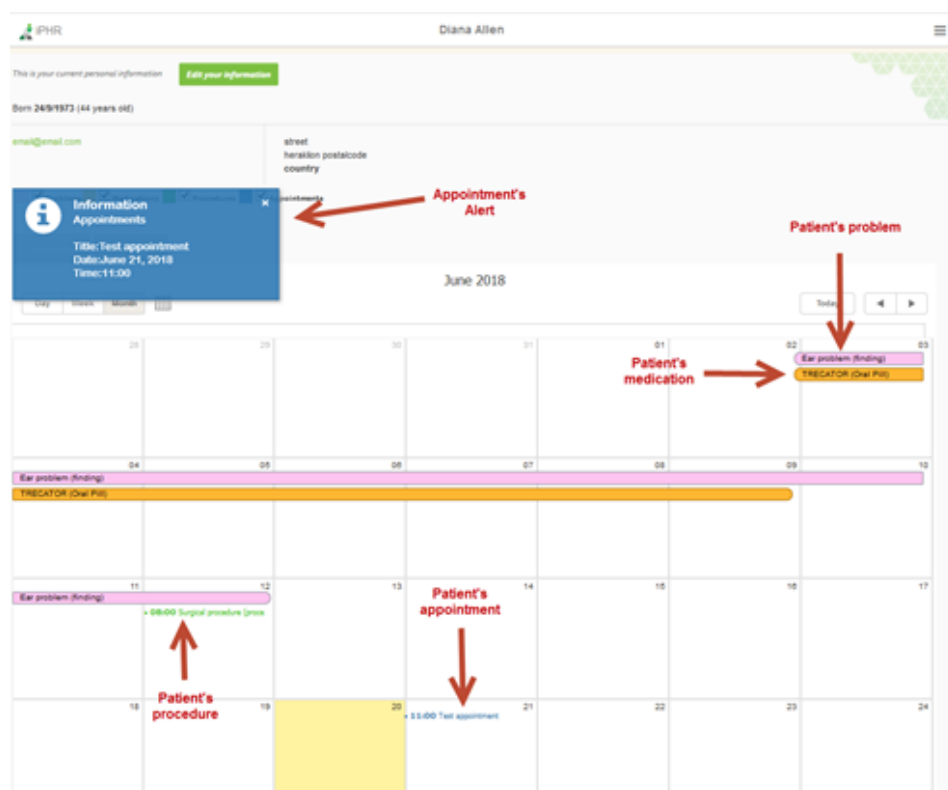 iPHR
Diana Allen
This is your current personal information
Edit your information
Born 24/9/1973 (44 years old)
email@email.com
street
heraklion postalcode
country
Appointment's
Alert
Information
Appointments
Title:Test appointment
Date:June 21, 2018
Time:11:00
Patient's problem
June 2018
Day Week Month
Today
28 29 30 31 01 02 03
Ear problem (finding)
Patient's
medication
TRECATOR (Oral Pill)
04 05 06 07 08 09 10
Ear problem (finding)
TRECATOR (Oral Pill)
11 12 13 14 15 16 17
Ear problem (finding)
08:00 Surgical procedure (proce
Patient's
appointment
Patient's
procedure
18 19 20 21 22 23 24
11:00 Test appointment